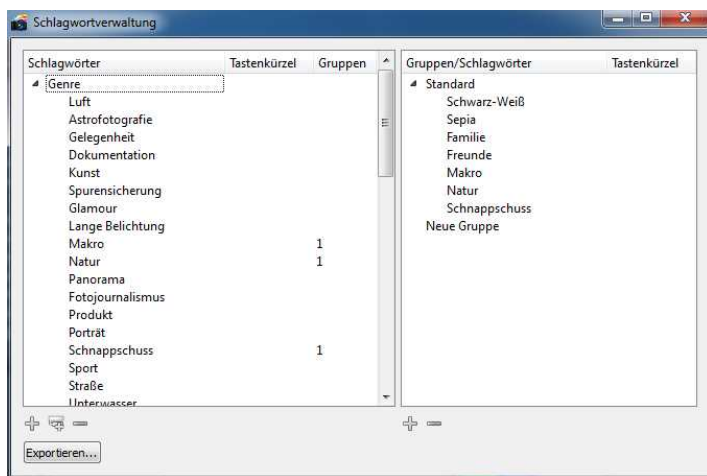 Schlagwortverwaltung
Schlagwörter Tastenkürzel Gruppen
Genre
Luft
Astrofotografie
Gelegenheit
Dokumentation
Kunst
Spurensicherung
Glamour
Lange Belichtung
Makro 1
Natur 1
Panorama
Fotojournalismus
Produkt
Porträt
Schnappschuss 1
Sport
Straße
Unterwasser
Exportieren...
Gruppen/Schlagwörter Tastenkürzel
Standard
Schwarz-Weiß
Sepia
Familie
Freunde
Makro
Natur
Schnappschuss
Neue Gruppe